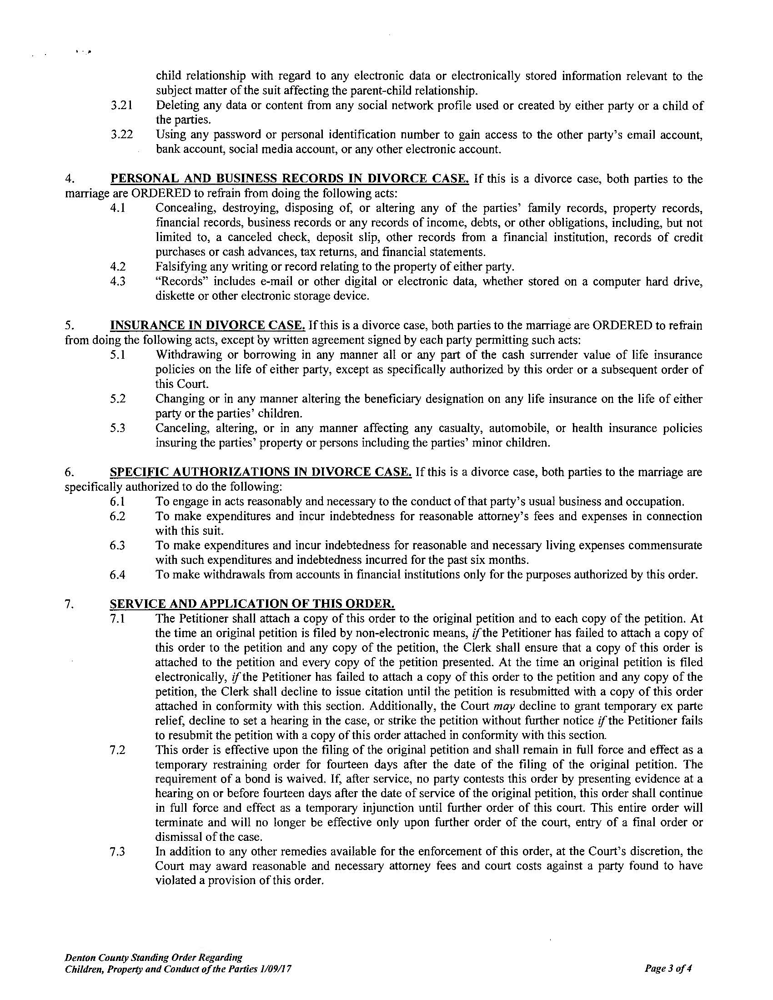 child relationship with regard to any electronic data or electronically stored information relevant to the
subject matter of the suit affecting the parent-child relationship.
3.21 Deleting any data or content from any social network profile used or created by either party or a child of
the parties.
3.22 Using any password or personal identification number to gain access to the other party's email account,
bank account, social media account, or any other electronic account.
4. PERSONAL AND BUSINESS RECORDS IN DIVORCE CASE. If this is a divorce case, both parties to the
marriage are ORDERED to refrain from doing the following acts:
4.1 Concealing, destroying, disposing of, or altering any of the parties' family records, property records,
financial records, business records or any records of income, debts, or other obligations, including, but not
limited to, a canceled check, deposit slip, other records from a financial institution, records of credit
purchases or cash advances, tax returns, and financial statements.
4.2 Falsifying any writing or record relating to the property of either party.
4.3 "Records" includes e-mail or other digital or electronic data, whether stored on a computer hard drive,
diskette or other electronic storage device.
5. INSURANCE IN DIVORCE CASE. If this is a divorce case, both parties to the marriage are ORDERED to refrain
from doing the following acts, except by written agreement signed by each party permitting such acts:
5.1 Withdrawing or borrowing in any manner all or any part of the cash surrender value of life insurance
policies on the life of either party, except as specifically authorized by this order or a subsequent order of
this Court.
5.2 Changing or in any manner altering the beneficiary designation on any life insurance on the life of either
party or the parties' children.
5.3 Canceling, altering, or in any manner affecting any casualty, automobile, or health insurance policies
insuring the parties' property or persons including the parties' minor children.
6. SPECIFIC AUTHORIZATIONS IN DIVORCE CASE. If this is a divorce case, both parties to the marriage are
specifically authorized to do the following:
6.1 To engage in acts reasonably and necessary to the conduct of that party's usual business and occupation.
6.2 To make expenditures and incur indebtedness for reasonable attorney's fees and expenses in connection
with this suit.
6.3 To make expenditures and incur indebtedness for reasonable and necessary living expenses commensurate
with such expenditures and indebtedness incurred for the past six months.
6.4 To make withdrawals from accounts in financial institutions only for the purposes authorized by this order.
7. SERVICE AND APPLICATION OF THIS ORDER.
7.1 The Petitioner shall attach a copy of this order to the original petition and to each copy of the petition. At
the time an original petition is filed by non-electronic means, if the Petitioner has failed to attach a copy of
this order to the petition and any copy of the petition, the Clerk shall ensure that a copy of this order is
attached to the petition and every copy of the petition presented. At the time an original petition is filed
electronically, if the Petitioner has failed to attach a copy of this order to the petition and any copy of the
petition, the Clerk shall decline to issue citation until the petition is resubmitted with a copy of this order
attached in conformity with this section. Additionally, the Court may decline to grant temporary ex parte
relief, decline to set a hearing in the case, or strike the petition without further notice if the Petitioner fails
to resubmit the petition with a copy of this order attached in conformity with this section.
7.2 This order is effective upon the filing of the original petition and shall remain in full force and effect as a
temporary restraining order for fourteen days after the date of the filing of the original petition. The
requirement of a bond is waived. If, after service, no party contests this order by presenting evidence at a
hearing on or before fourteen days after the date of service of the original petition, this order shall continue
in full force and effect as a temporary injunction until further order of this court. This entire order will
terminate and will no longer be effective only upon further order of the court, entry of a final order or
dismissal of the case.
7.3 In addition to any other remedies available for the enforcement of this order, at the Court's discretion, the
Court may award reasonable and necessary attorney fees and court costs against a party found to have
violated a provision of this order.
Denton County Standing Order Regarding
Children, Property and Conduct of the Parties 1/09/17 Page 3 of 4